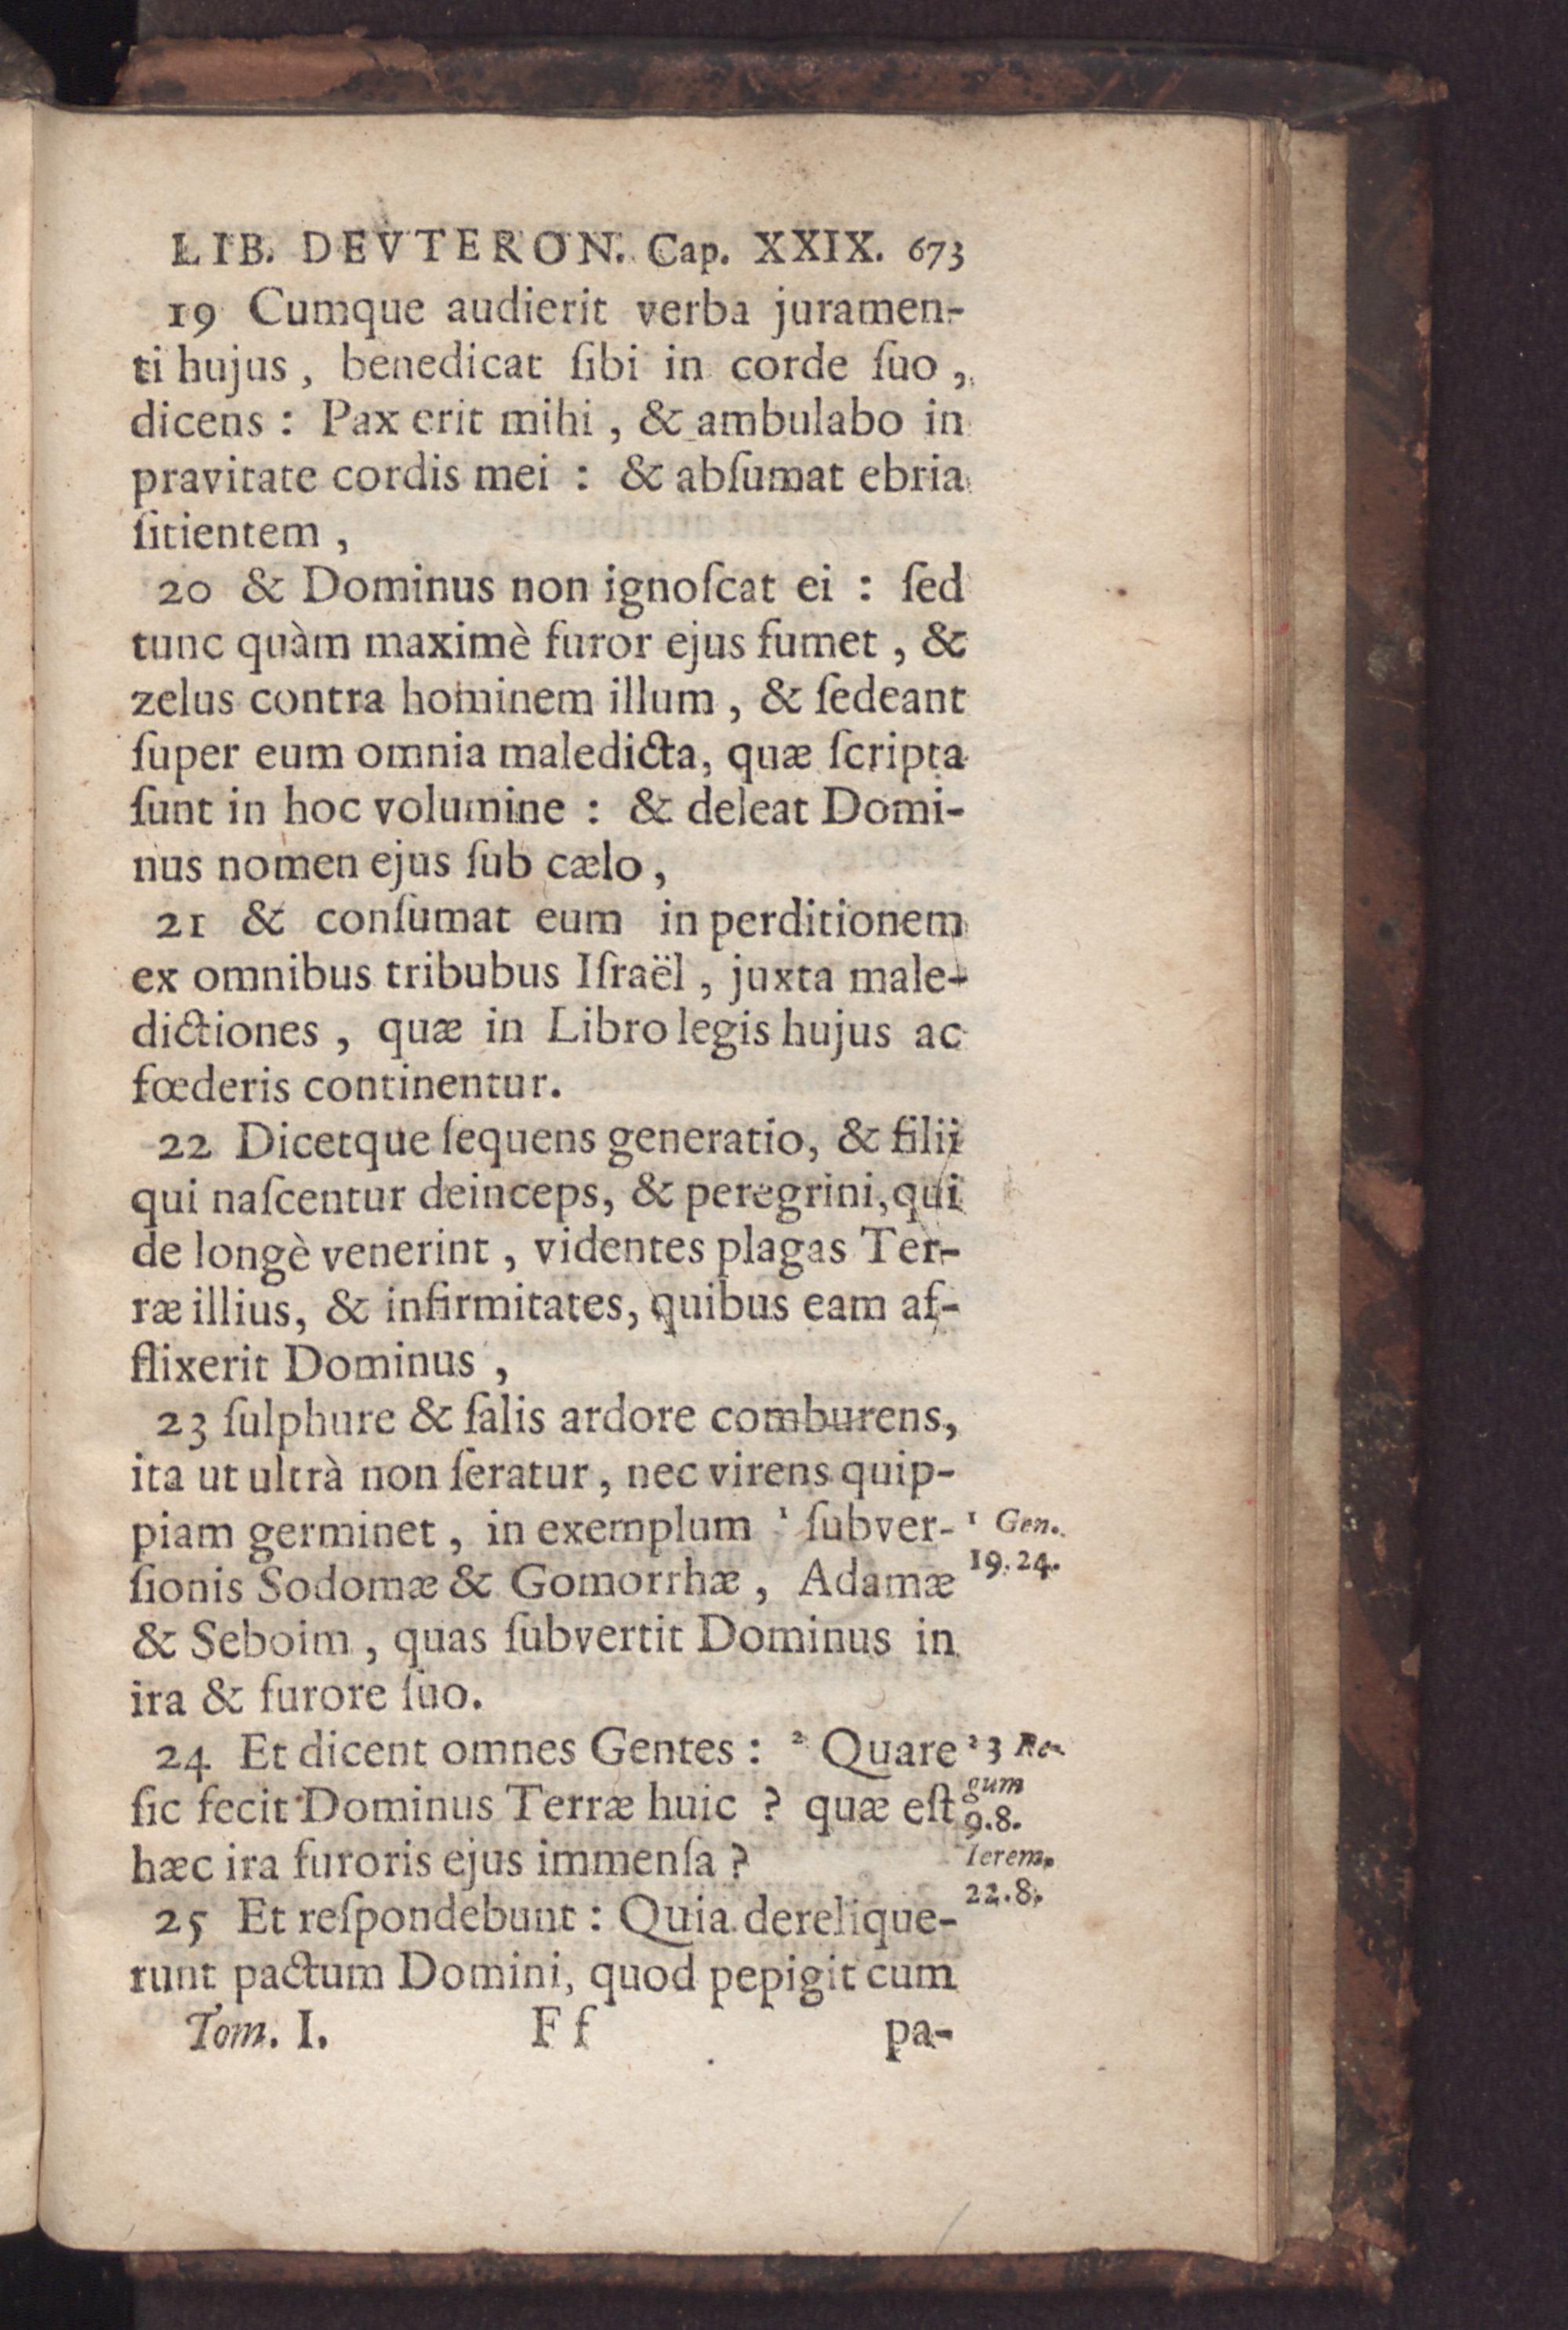 LIB. DEVTERON. Cap. XXIX. 673
19 Cumque audierit verba juramen-
ti hujus, benedicat ſibi in corde ſuo,
dicens: Pax erit mihi, & ambulabo in
pravitate cordis mei: & abſumat ebria
ſitientem,
20 & Dominus non ignoſcat ei: ſed
tunc quàm maximè furor ejus fumet, &
zelus contra hominem illum, & ſedeant
ſuper eum omnia maledicta, quæ ſcripta
ſunt in hoc volumine: & deleat Domi-
nus nomen ejus ſub cælo,
21 & conſumat eum in perditionem
ex omnibus tribubus Iſraël, juxta male-
dictiones, quæ in Libro legis hujus ac
fœderis continentur.
22 Dicetque ſequens generatio, & filii
qui naſcentur deinceps, & peregrini, qui
de longè venerint, videntes plagas Ter-
ræ illius, & infirmitates, quibus eam af-
flixerit Dominus,
23 ſulphure & ſalis ardore comburens,
ita ut ultrà non ſeratur, nec virens quip-
piam germinet, in exemplum ¹ ſubver-
ſionis Sodomæ & Gomorrhæ, Adamæ
& Seboim, quas ſubvertit Dominus in
ira & furore ſuo.
24 Et dicent omnes Gentes: ² Quare
ſic fecit Dominus Terræ huic? quæ eſt
hæc ira furoris ejus immenſa?
25 Et reſpondebunt: Quia derelique-
runt pactum Domini, quod pepigit cum
Tom. I. Ff pa-
¹ Gen.
19.24.
² 3 Re-
gum
9.8.
Ierem.
22.8.